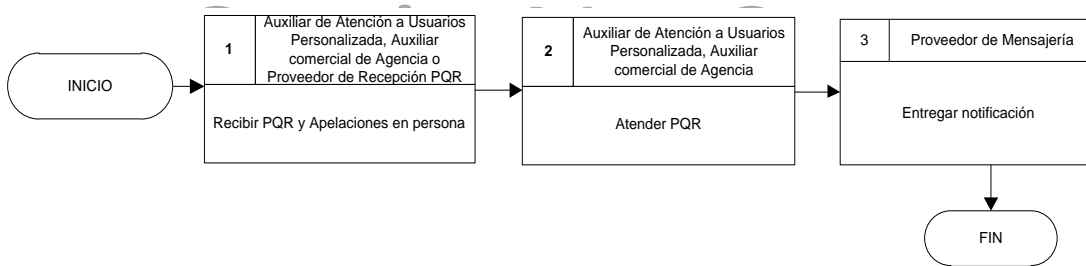 INICIO
1
Auxiliar de Atención a Usuarios
Personalizada, Auxiliar
comercial de Agencia o
Proveedor de Recepción PQR
Recibir PQR y Apelaciones en persona
2
Auxiliar de Atención a Usuarios
Personalizada, Auxiliar
comercial de Agencia
Atender PQR
3
Proveedor de Mensajería
Entregar notificación
FIN